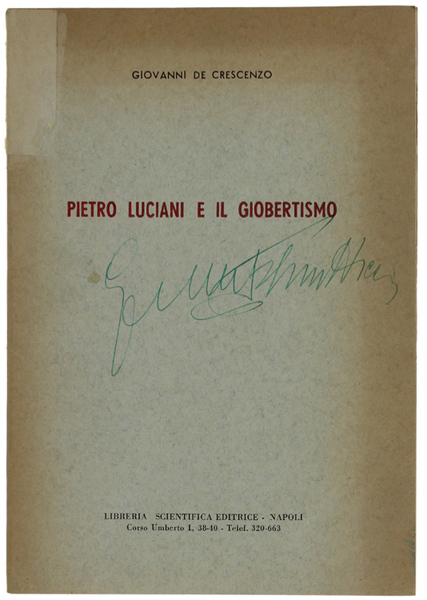 GIOVANNI DE CRESCENZO
PIETRO LUCIANI E IL GIOBERTISMO
LIBRERIA SCIENTIFICA EDITRICE - NAPOLI
Corso Umberto I, 38-40 - Telef. 320-663